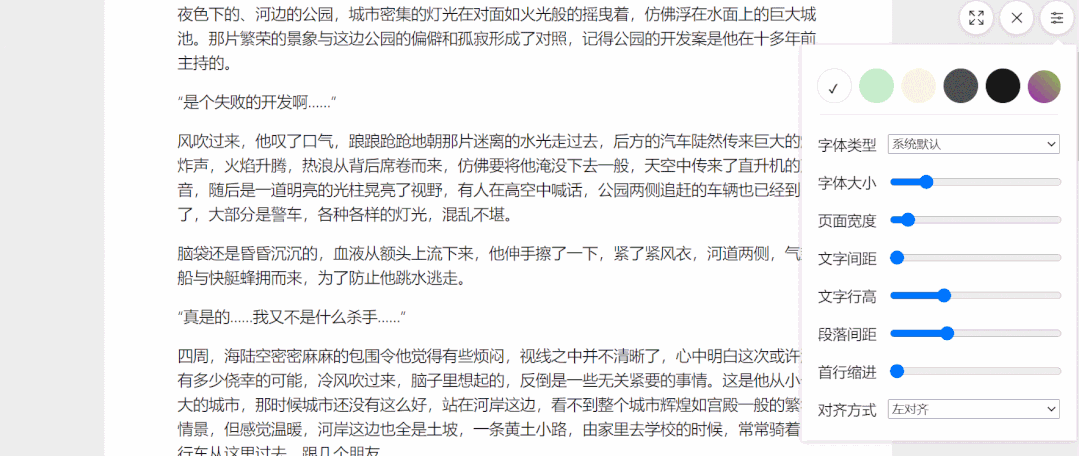 夜色下的、河边的公园，城市密集的灯光在对面如火光般的摇曳着，仿佛浮在水面上的巨大城
池。那片繁荣的景象与这边公园的偏僻和孤寂形成了对照，记得公园的开发案是他在十多年前
主持的。
“是个失败的开发啊……”
风吹过来，他叹了口气，踉踉跄跄地朝那片迷离的水光走过去，后方的汽车陡然传来巨大的
炸声，火焰升腾，热浪从背后席卷而来，仿佛要将他淹没下去一般，天空中传来了直升机的
音，随后是一道明亮的光柱晃亮了视野，有人在高空中喊话，公园两侧追赶的车辆也已经到
了，大部分是警车，各种各样的灯光，混乱不堪。
脑袋还是昏昏沉沉的，血液从额头上流下来，他伸手擦了一下，紧了紧风衣，河道两侧，气
船与快艇蜂拥而来，为了防止他跳水逃走。
“真是的……我又不是什么杀手……”
四周，海陆空密密麻麻的包围令他觉得有些烦闷，视线之中并不清晰了，心中明白这次或许
有多少侥幸的可能，冷风吹过来，脑子里想起的，反倒是一些无关紧要的事情。这是他从小
大的城市，那时候城市还没有这么好，站在河岸这边，看不到整个城市辉煌如宫殿一般的繁
情景，但感觉温暖，河岸这边也全是土坡，一条黄土小路，由家里去学校的时候，常常骑着
行车从这里过去，跟几个朋友
字体类型 系统默认
字体大小
页面宽度
文字间距
文字行高
段落间距
首行缩进
对齐方式 左对齐